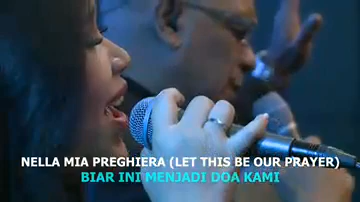 NELLA MIA PREGHIERA (LET THIS BE OUR PRAYER)
BIAR INI MENJADI DOA KAMI